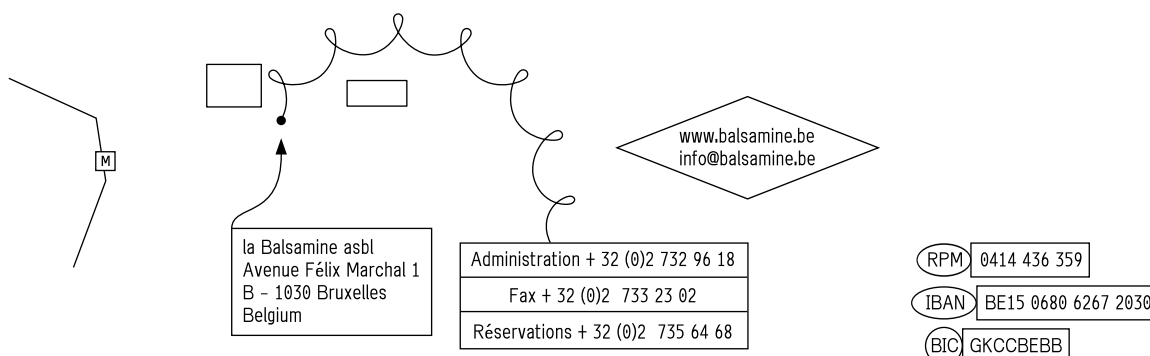 M
la Balsamine asbl
Avenue Félix Marchal 1
B – 1030 Bruxelles
Belgium
Administration + 32 (0)2 732 96 18
Fax + 32 (0)2 733 23 02
Réservations + 32 (0)2 735 64 68
www.balsamine.be
info@balsamine.be
RPM 0414 436 359
IBAN BE15 0680 6267 2030
BIC GKCCBEBB